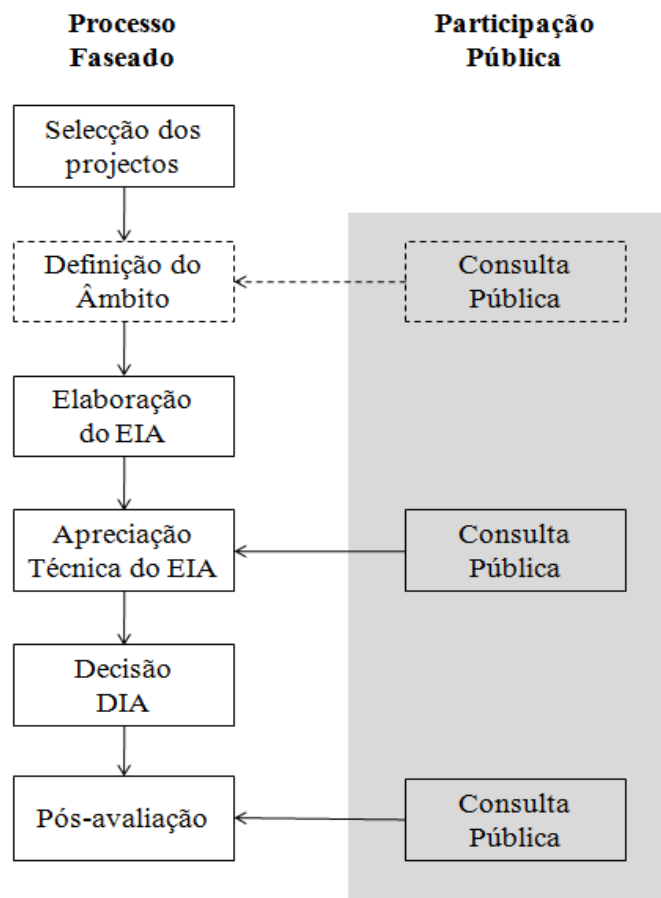 Processo
Faseado
Participação
Pública
Selecção dos
projectos
Definição do
Âmbito
Consulta
Pública
Elaboração
do EIA
Apreciação
Técnica do EIA
Consulta
Pública
Decisão
DIA
Pós-avaliação
Consulta
Pública